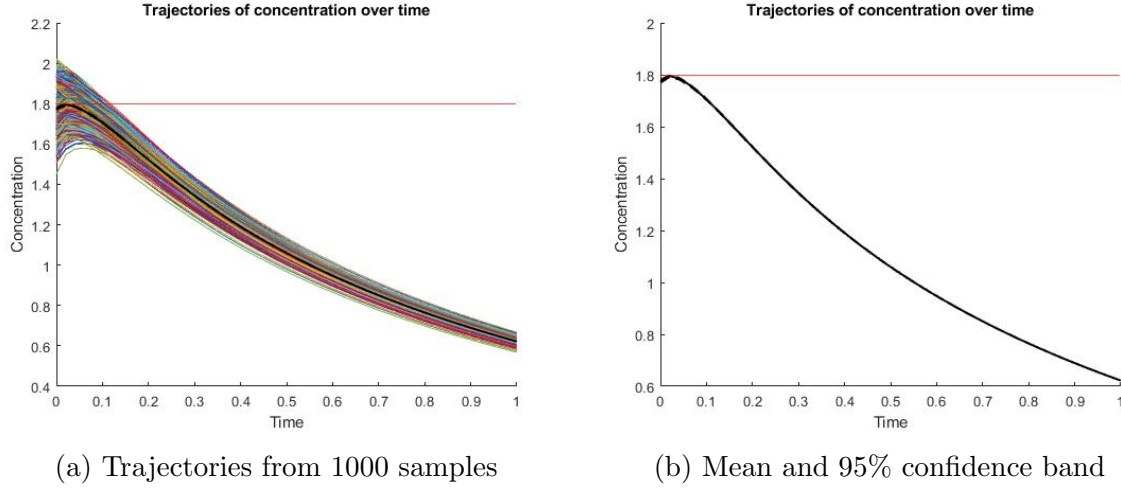 Trajectories of concentration over time
2.2
2
1.8
1.6
1.4
1.2
1
0.8
0.6
0.4
Concentration
0 0.1 0.2 0.3 0.4 0.5 0.6 0.7 0.8 0.9 1
Time
(a) Trajectories from 1000 samples
Trajectories of concentration over time
2
1.8
1.6
1.4
1.2
1
0.8
0.6
Concentration
0 0.1 0.2 0.3 0.4 0.5 0.6 0.7 0.8 0.9 1
Time
(b) Mean and 95% confidence band